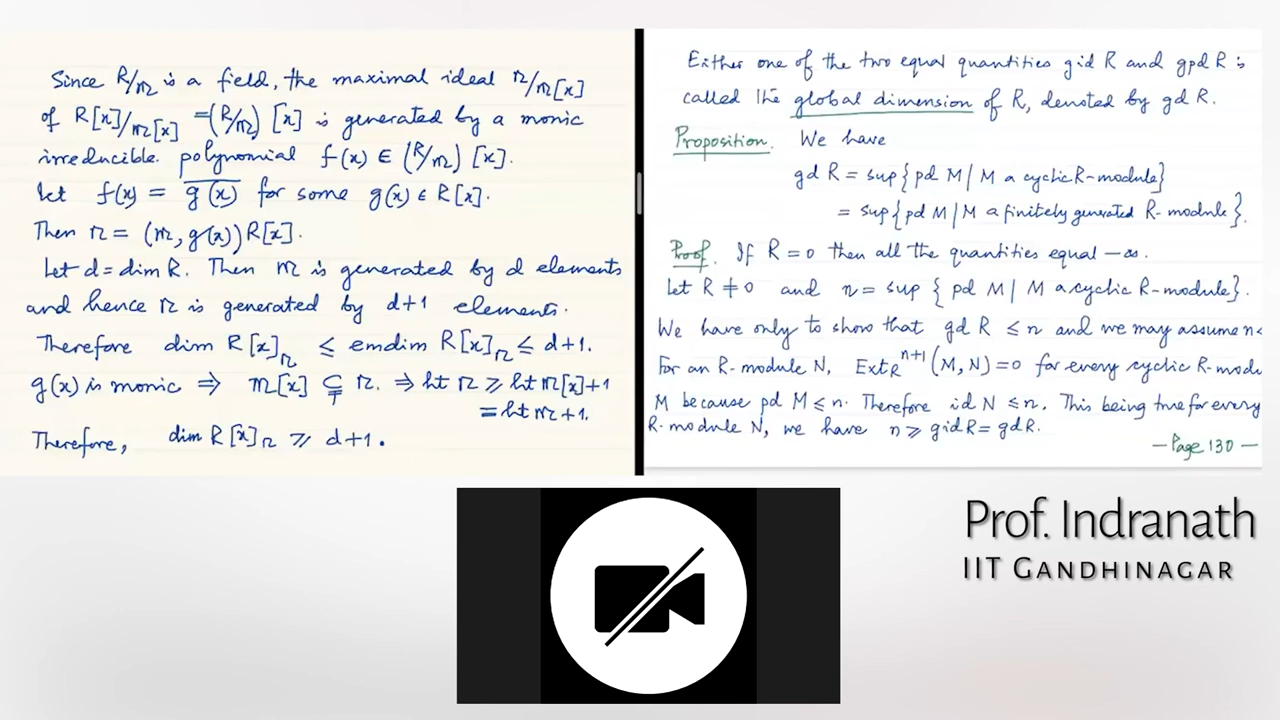 Since R/𝔪 is a field, the maximal ideal 𝔫/𝔪[x]
of R[x]/𝔪[x] = (R/𝔪) [x] is generated by a monic
irreducible polynomial f(x) ∈ (R/𝔪) [x].
Let f(x) = \overline{g(x)} for some g(x) ∈ R[x].
Then 𝔫 = (𝔪, g(x)) R[x].
Let d = dim R. Then 𝔪 is generated by d elements
and hence 𝔫 is generated by d+1 elements.
Therefore dim R[x]_𝔫 ≤ emdim R[x]_𝔫 ≤ d+1.
g(x) is monic ⇒ 𝔪[x] ⊊ 𝔫. ⇒ ht 𝔫 ⩾ ht 𝔪[x]+1
= ht 𝔪+1.
Therefore, dim R[x]_𝔫 ⩾ d+1.
Either one of the two equal quantities gid R and gpd R is
called the global dimension of R, denoted by gd R.
Proposition. We have
gd R = sup{pd M | M a cyclic R-module}
= sup{pd M | M a finitely generated R-module}.
Proof. If R = 0 then all the quantities equal -∞.
Let R ≠ 0 and n = sup { pd M | M a cyclic R-module}.
We have only to show that gd R ≤ n and we may assume n<
For an R-module N, Ext_R^{n+1} (M, N) = 0 for every cyclic R-modu
M because pd M ≤ n. Therefore id N ≤ n. This being true for every
R-module N, we have n ⩾ gid R = gd R.
— Page 130 —
Prof. Indranath
IIT GANDHINAGAR